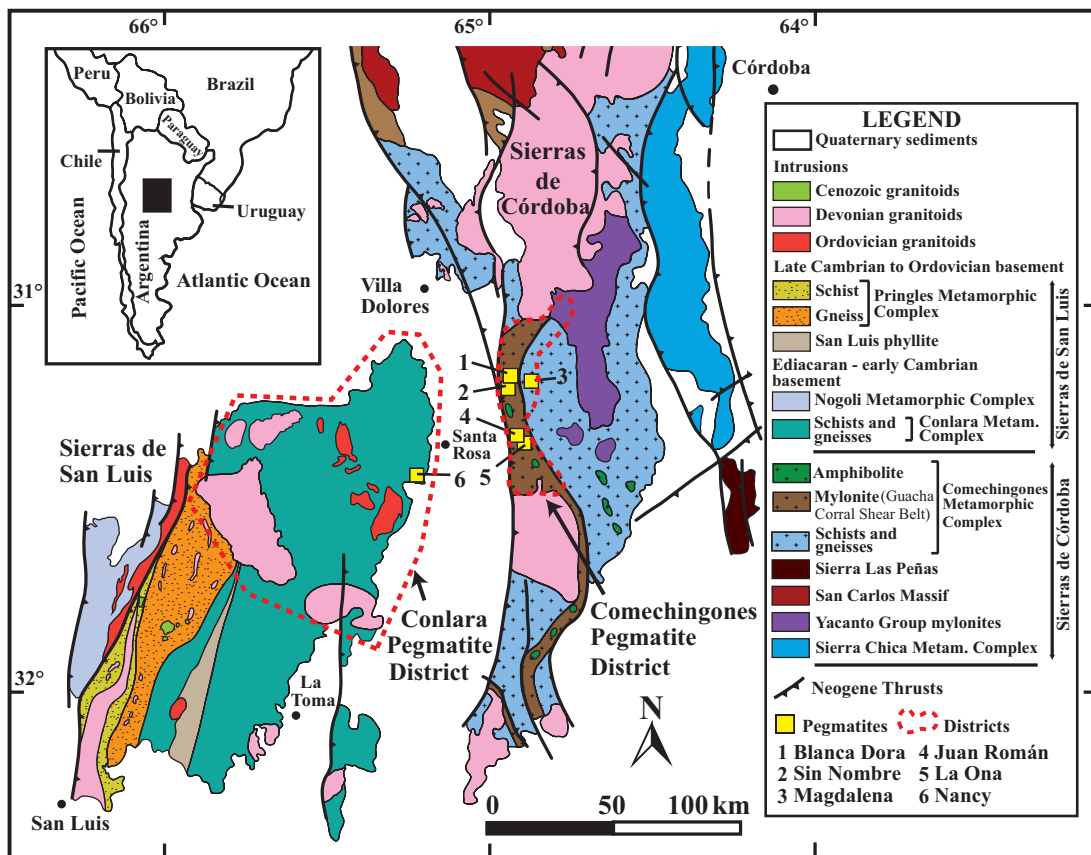 66°
65°
64°
31°
32°
Peru
Bolivia
Brazil
Paraguay
Chile
Uruguay
Argentina
Pacific Ocean
Atlantic Ocean
Córdoba
Sierras
de
Córdoba
Villa
Dolores
1
2
3
4
5
6
Santa
Rosa
Sierras de
San Luis
Conlara
Pegmatite
District
Comechingones
Pegmatite
District
La
Toma
San Luis
N
0 50 100 km
LEGEND
Quaternary sediments
Intrusions
Cenozoic granitoids
Devonian granitoids
Ordovician granitoids
Late Cambrian to Ordovician basement
Schist
Gneiss
Pringles Metamorphic
Complex
San Luis phyllite
Ediacaran - early Cambrian
basement
Nogoli Metamorphic Complex
Schists and
gneisses
Conlara Metam.
Complex
Sierras de San Luis
Amphibolite
Mylonite (Guacha
Corral Shear Belt)
Schists and
gneisses
Comechingones
Metamorphic
Complex
Sierra Las Peñas
San Carlos Massif
Yacanto Group mylonites
Sierra Chica Metam. Complex
Sierras de Córdoba
Neogene Thrusts
Pegmatites
Districts
1 Blanca Dora
2 Sin Nombre
3 Magdalena
4 Juan Román
5 La Ona
6 Nancy